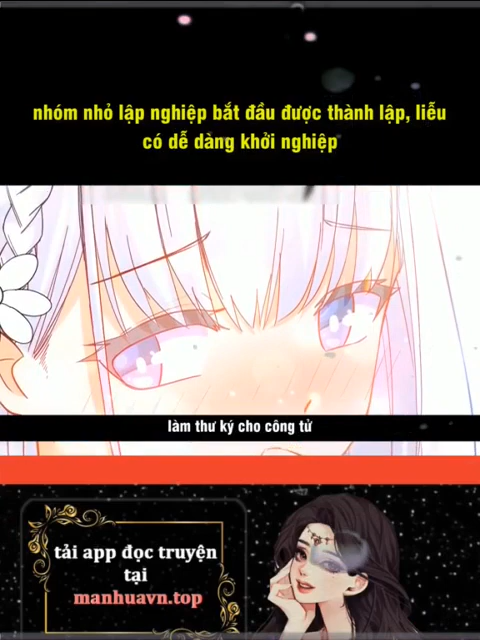 nhóm nhỏ lập nghiệp bắt đầu được thành lập, liễu
có dễ dàng khởi nghiệp
làm thư ký cho công tử
tải app đọc truyện
tại
manhuavn.top